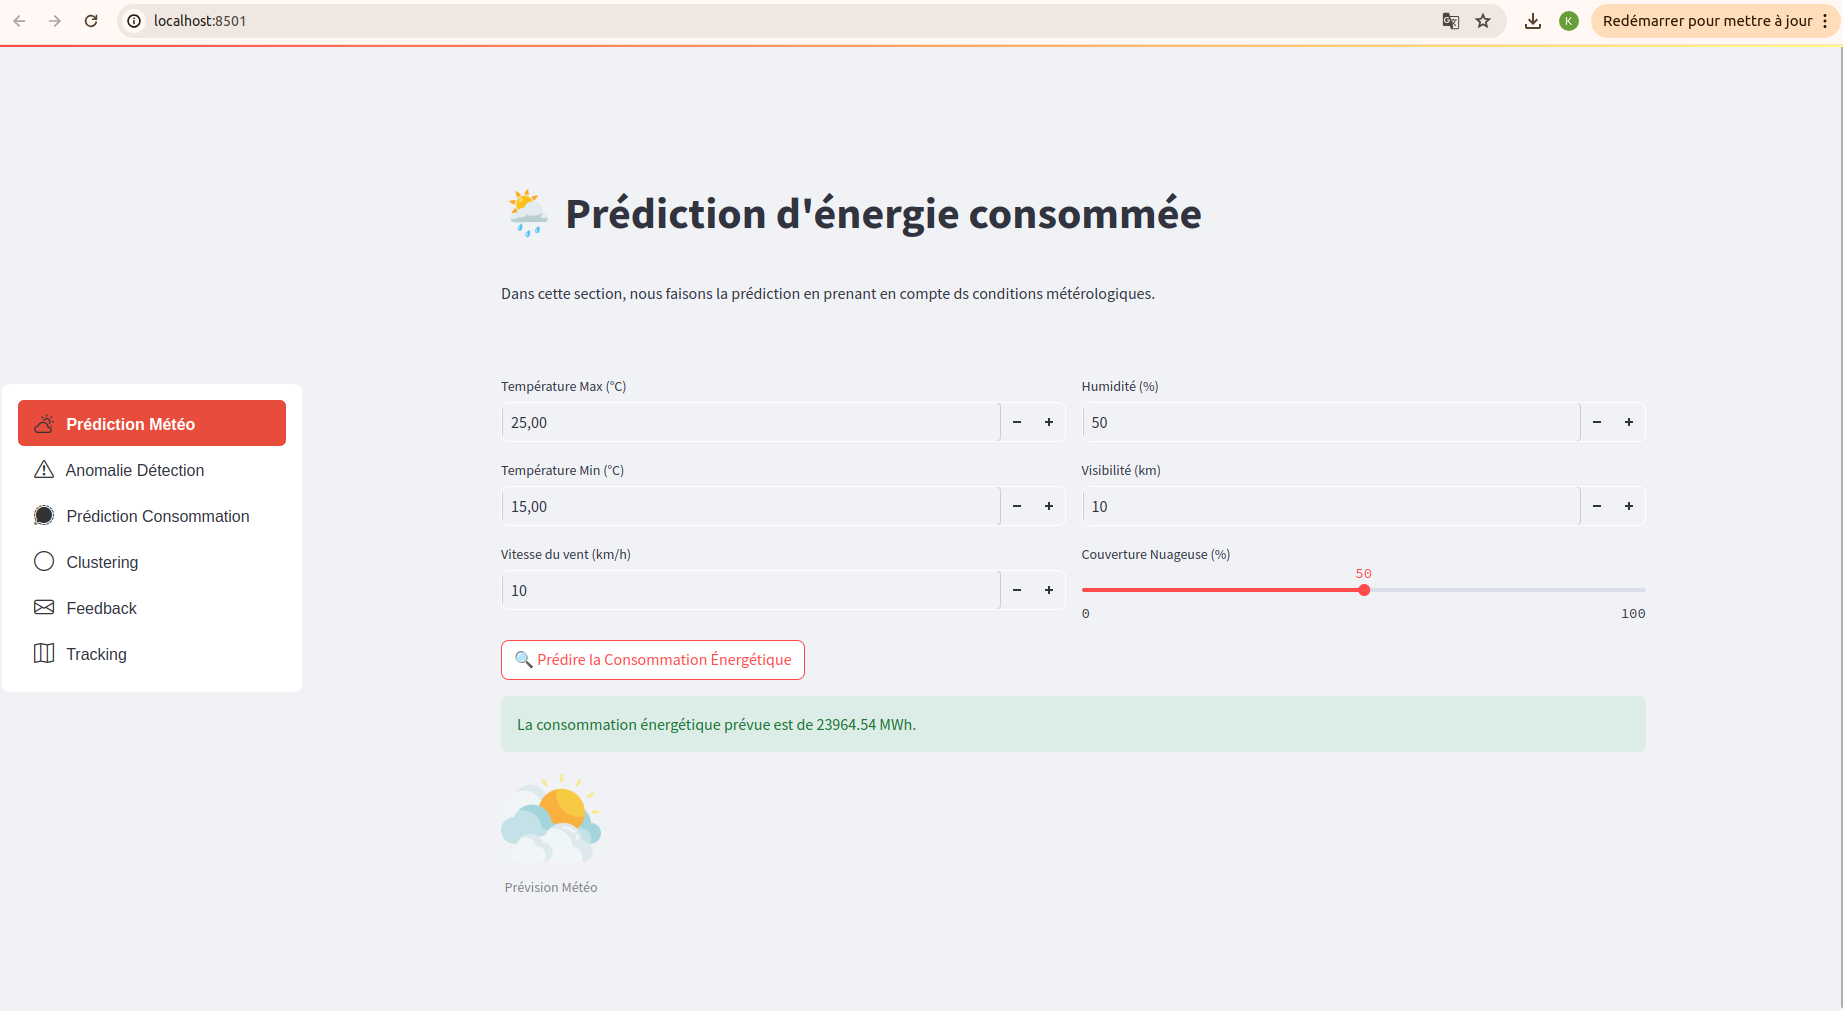 localhost:8501
K
Redémarrer pour mettre à jour
Prédiction d'énergie consommée
Dans cette section, nous faisons la prédiction en prenant en compte ds conditions métérologiques.
Prédiction Météo
Anomalie Détection
Prédiction Consommation
Clustering
Feedback
Tracking
Température Max (°C)
25,00
Humidité (%)
50
Température Min (°C)
15,00
Visibilité (km)
10
Vitesse du vent (km/h)
10
Couverture Nuageuse (%)
50
0
100
Prédire la Consommation Énergétique
La consommation énergétique prévue est de 23964.54 MWh.
Prévision Météo